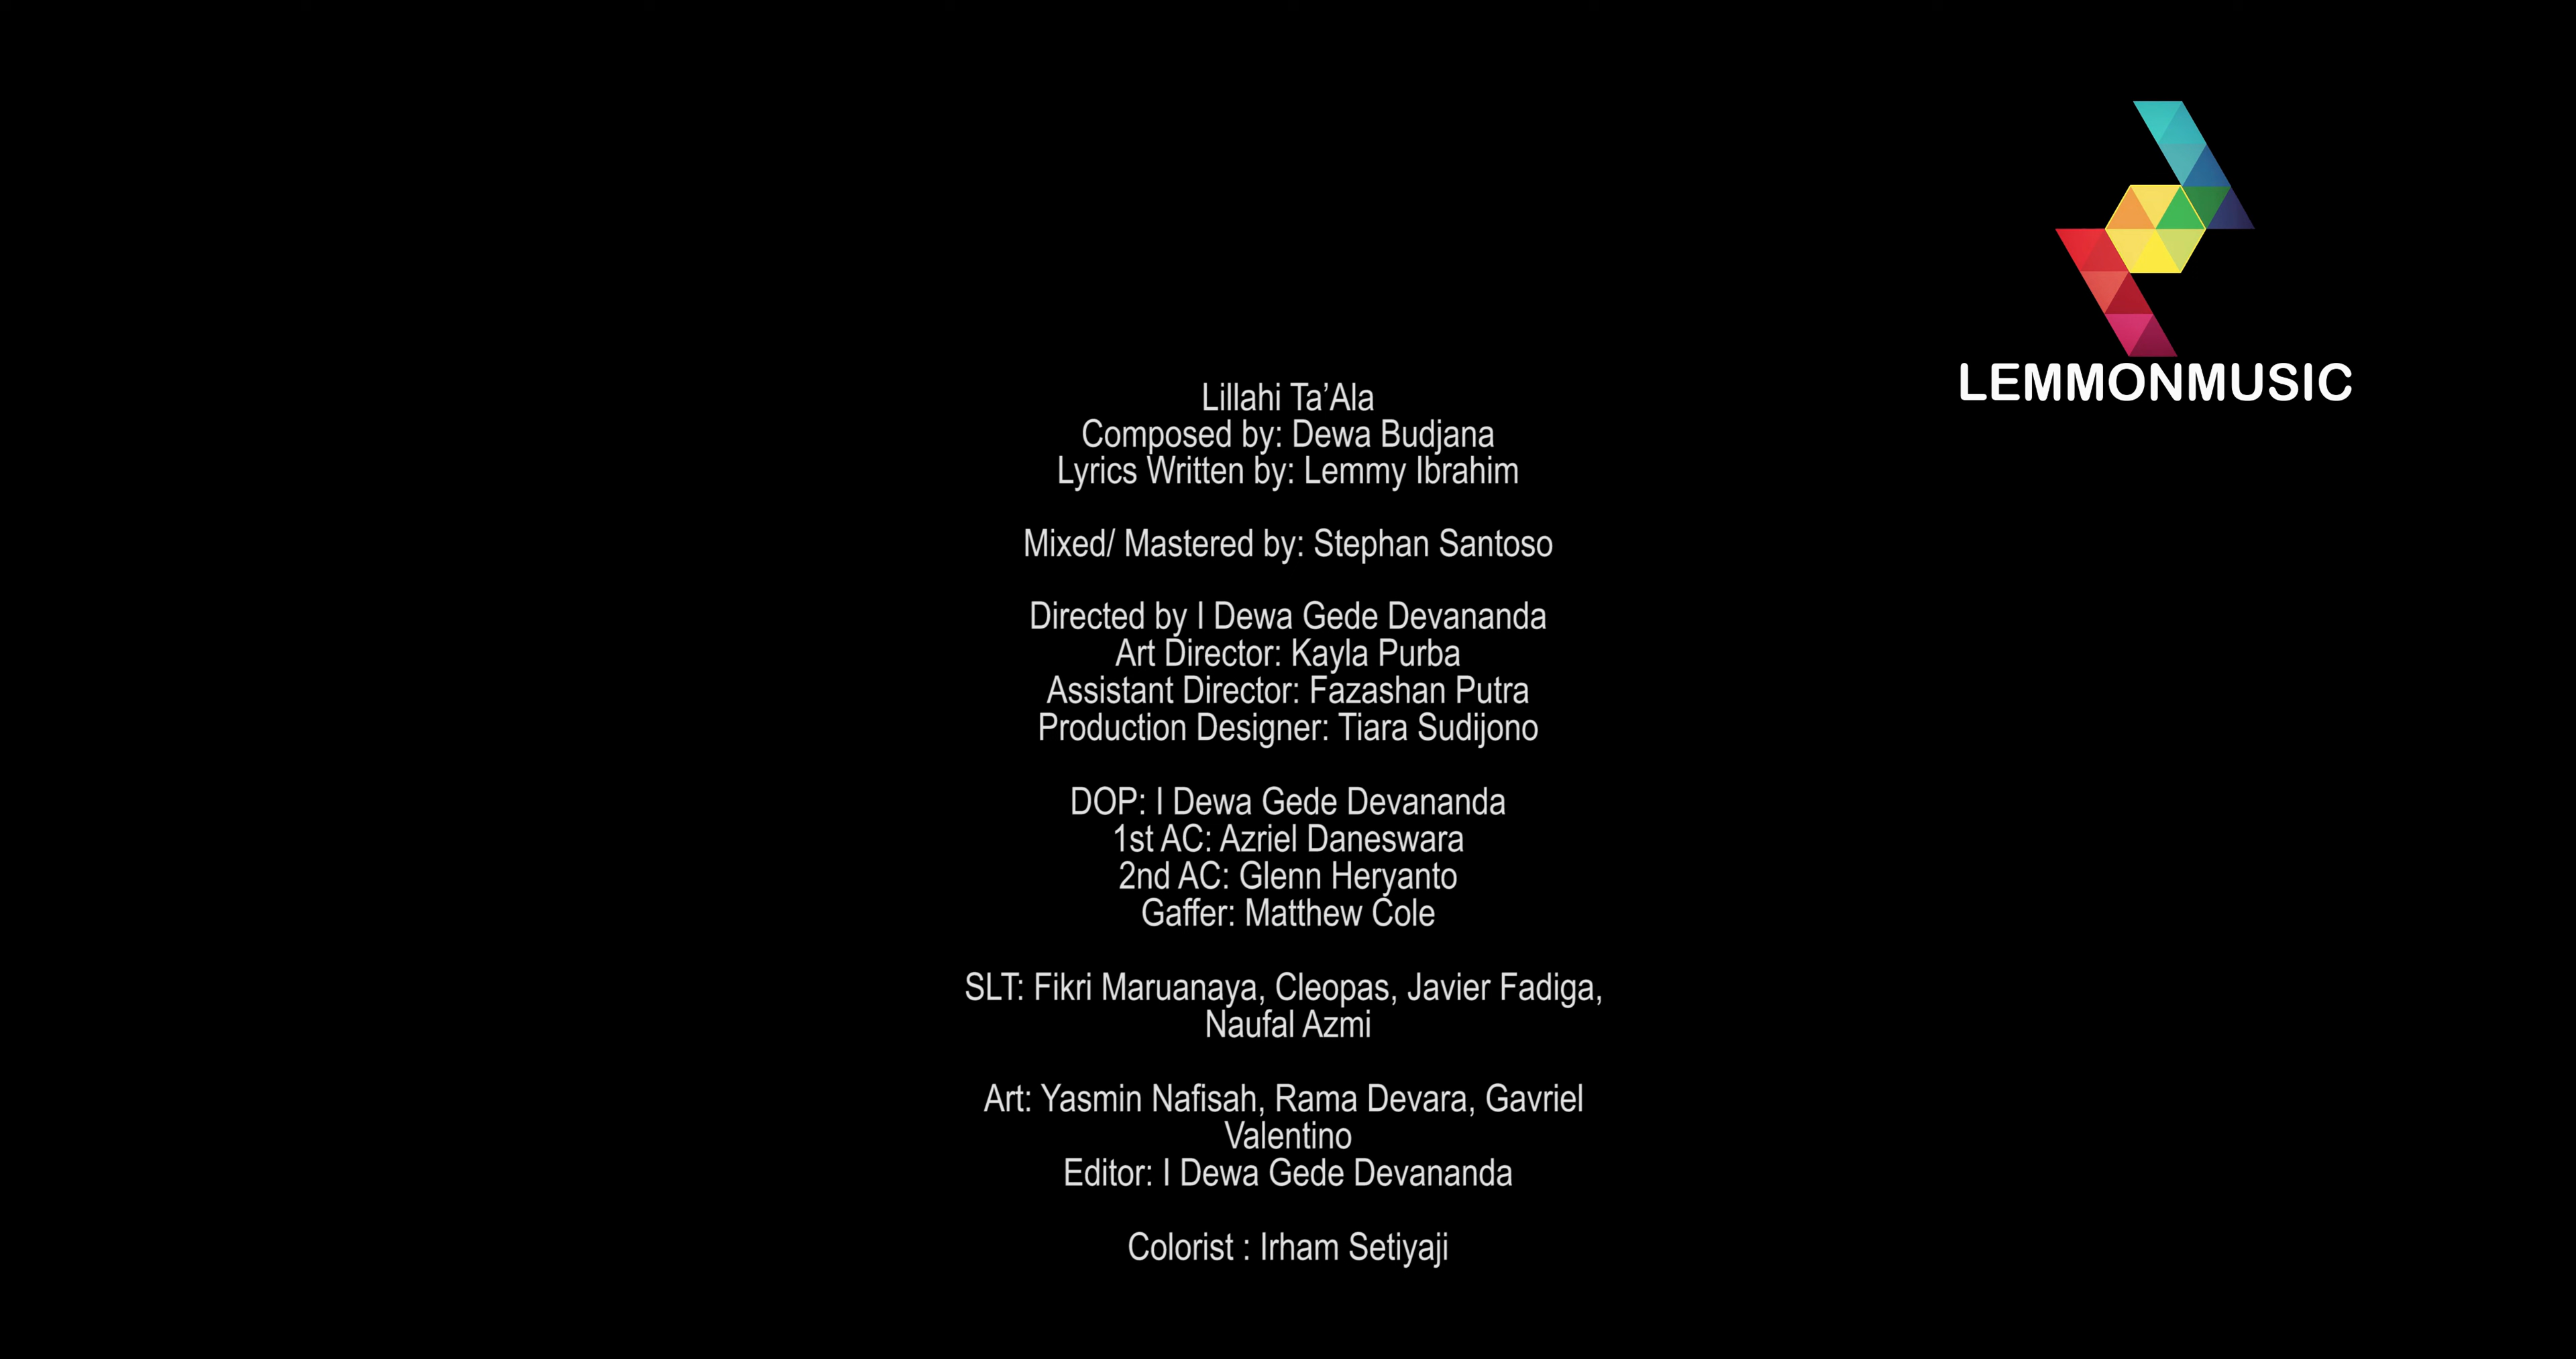 LEMMONMUSIC
Lillahi Ta’Ala
Composed by: Dewa Budjana
Lyrics Written by: Lemmy Ibrahim
Mixed/ Mastered by: Stephan Santoso
Directed by I Dewa Gede Devananda
Art Director: Kayla Purba
Assistant Director: Fazashan Putra
Production Designer: Tiara Sudijono
DOP: I Dewa Gede Devananda
1st AC: Azriel Daneswara
2nd AC: Glenn Heryanto
Gaffer: Matthew Cole
SLT: Fikri Maruanaya, Cleopas, Javier Fadiga,
Naufal Azmi
Art: Yasmin Nafisah, Rama Devara, Gavriel
Valentino
Editor: I Dewa Gede Devananda
Colorist : Irham Setiyaji